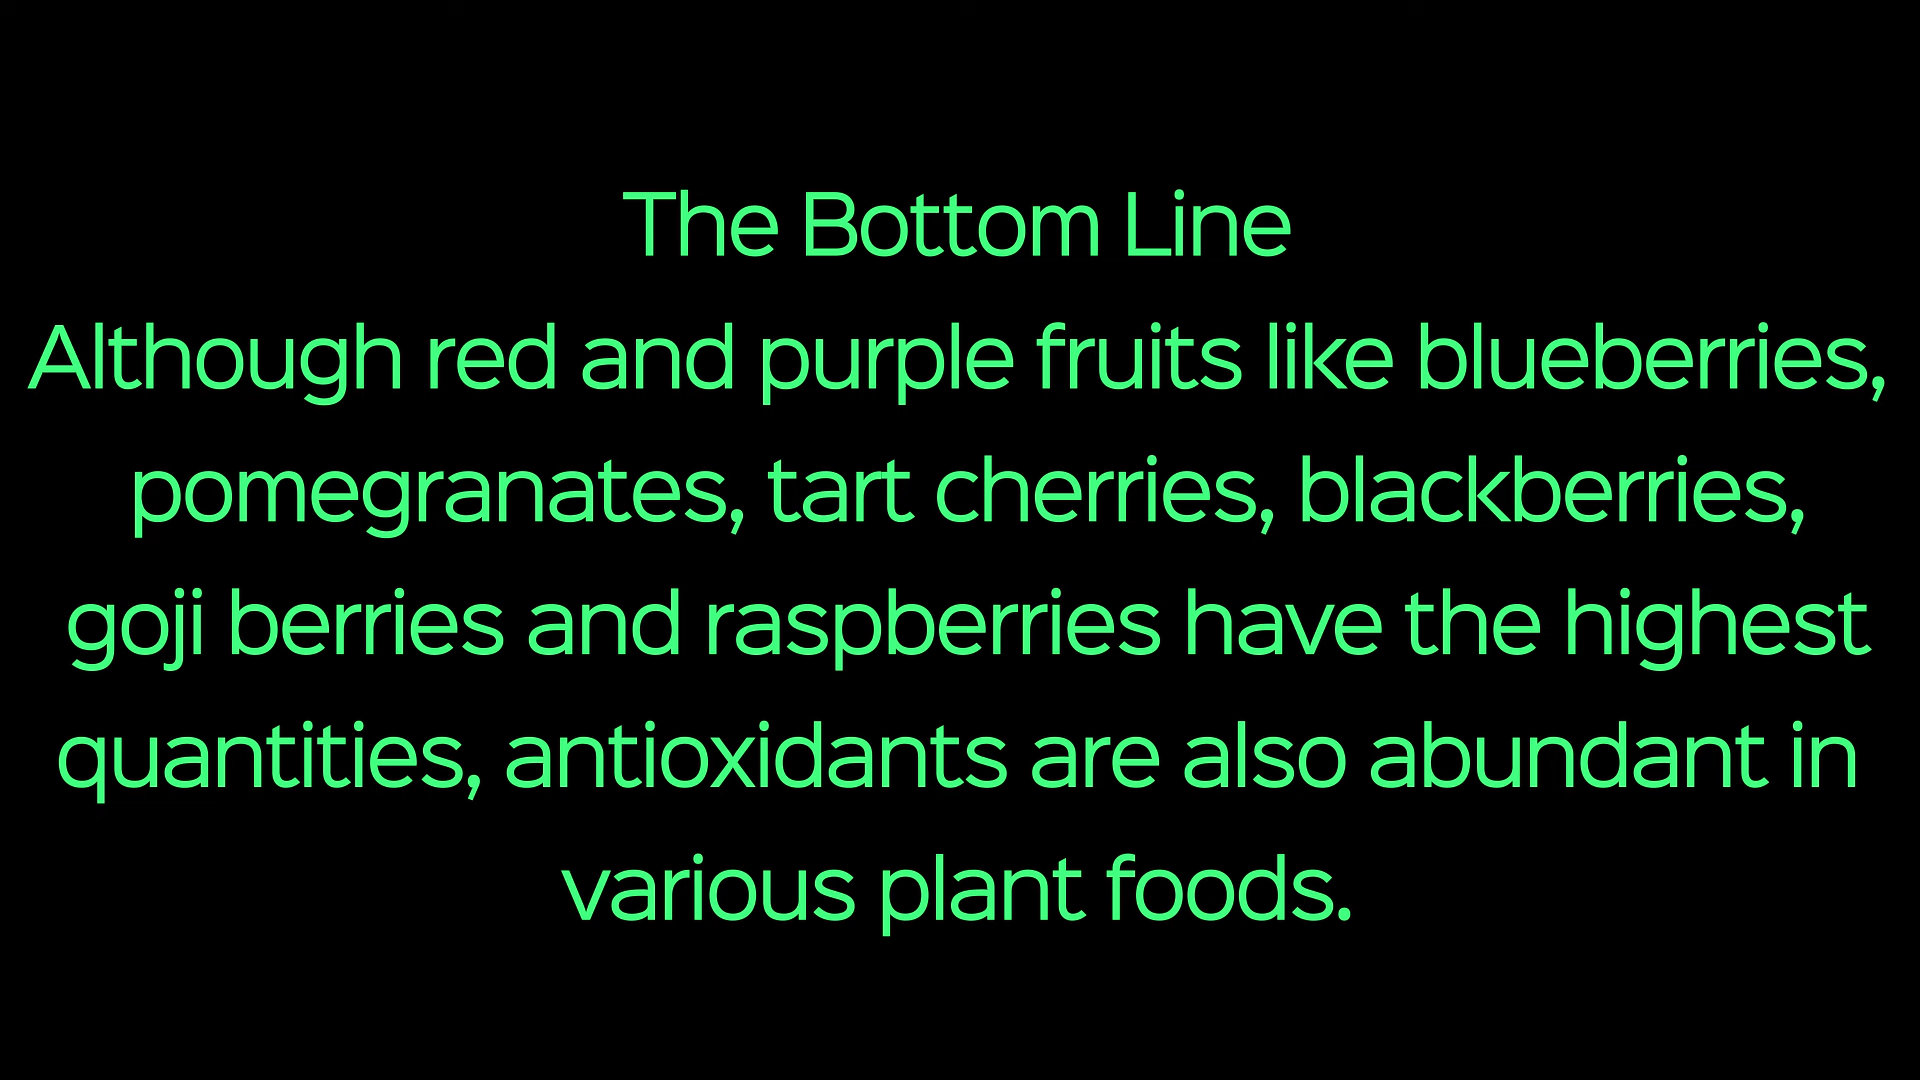 The Bottom Line
Although red and purple fruits like blueberries,
pomegranates, tart cherries, blackberries,
goji berries and raspberries have the highest
quantities, antioxidants are also abundant in
various plant foods.